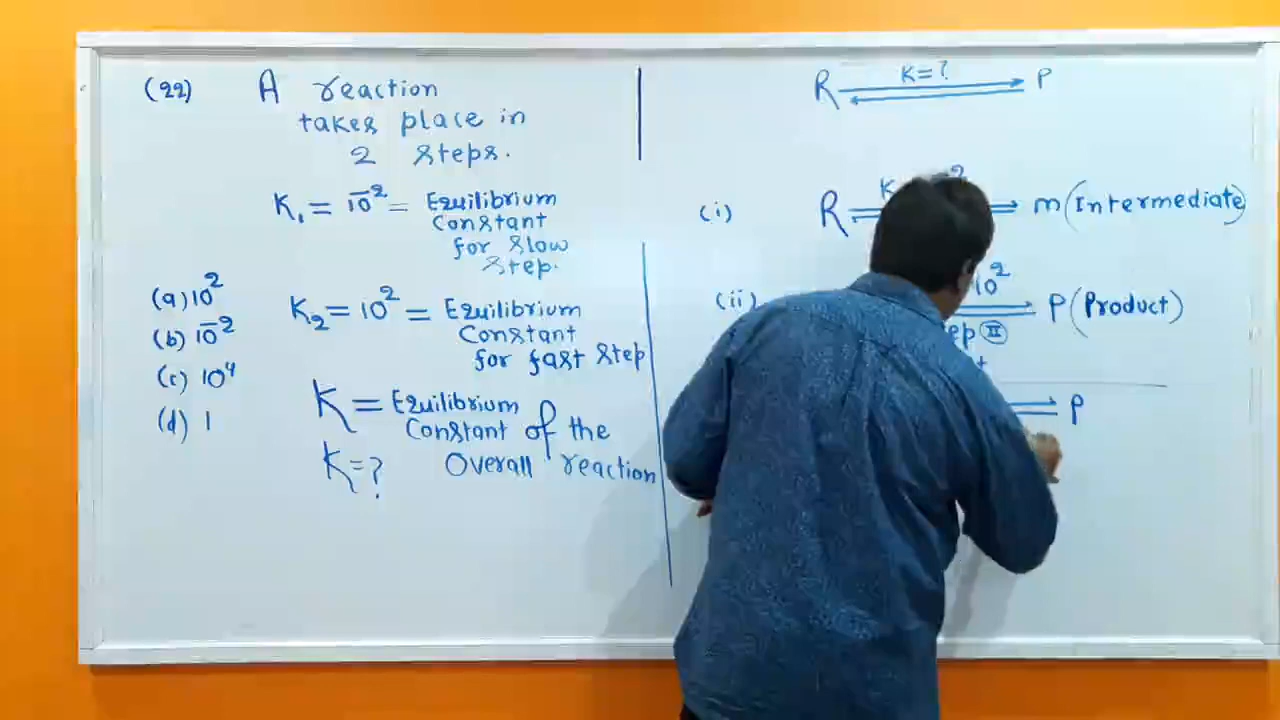 (22) A reaction
takes place in
2 steps.
K₁ = 10⁻² = Equilibrium
Constant
for slow
step.
(a) 10²
(b) 10⁻²
(c) 10⁴
(d) 1
K₂ = 10² = Equilibrium
Constant
for fast step
K = Equilibrium
Constant of the
Overall reaction
K = ?
R K = ? P
(i) R K m (Intermediate)
(ii) 10² P (Product)
II
P